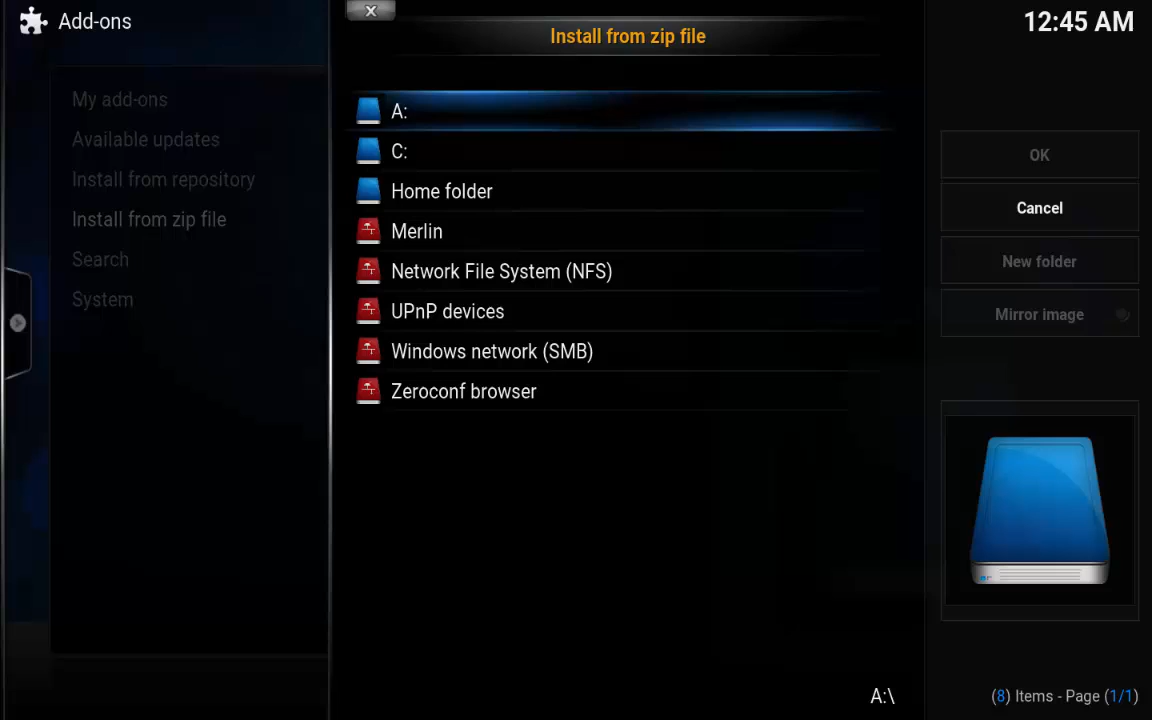 Add-ons
My add-ons
Available updates
Install from repository
Install from zip file
Search
System
X
Install from zip file
A:
C:
Home folder
Merlin
Network File System (NFS)
UPnP devices
Windows network (SMB)
Zeroconf browser
A:\
12:45 AM
OK
Cancel
New folder
Mirror image
(8) Items - Page (1/1)